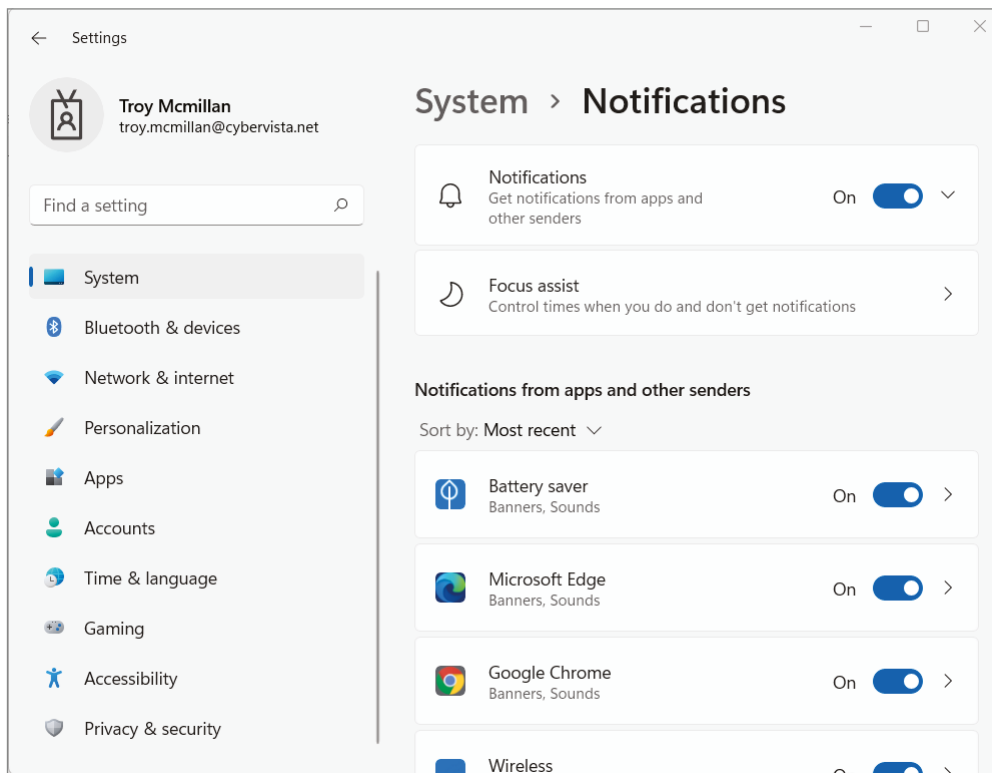 Settings
Troy Mcmillan
troy.mcmillan@cybervista.net
Find a setting
System
Bluetooth & devices
Network & internet
Personalization
Apps
Accounts
Time & language
Gaming
Accessibility
Privacy & security
System > Notifications
Notifications
Get notifications from apps and
other senders
On
Focus assist
Control times when you do and don't get notifications
Notifications from apps and other senders
Sort by: Most recent
Battery saver
Banners, Sounds
On
Microsoft Edge
Banners, Sounds
On
Google Chrome
Banners, Sounds
On
Wireless